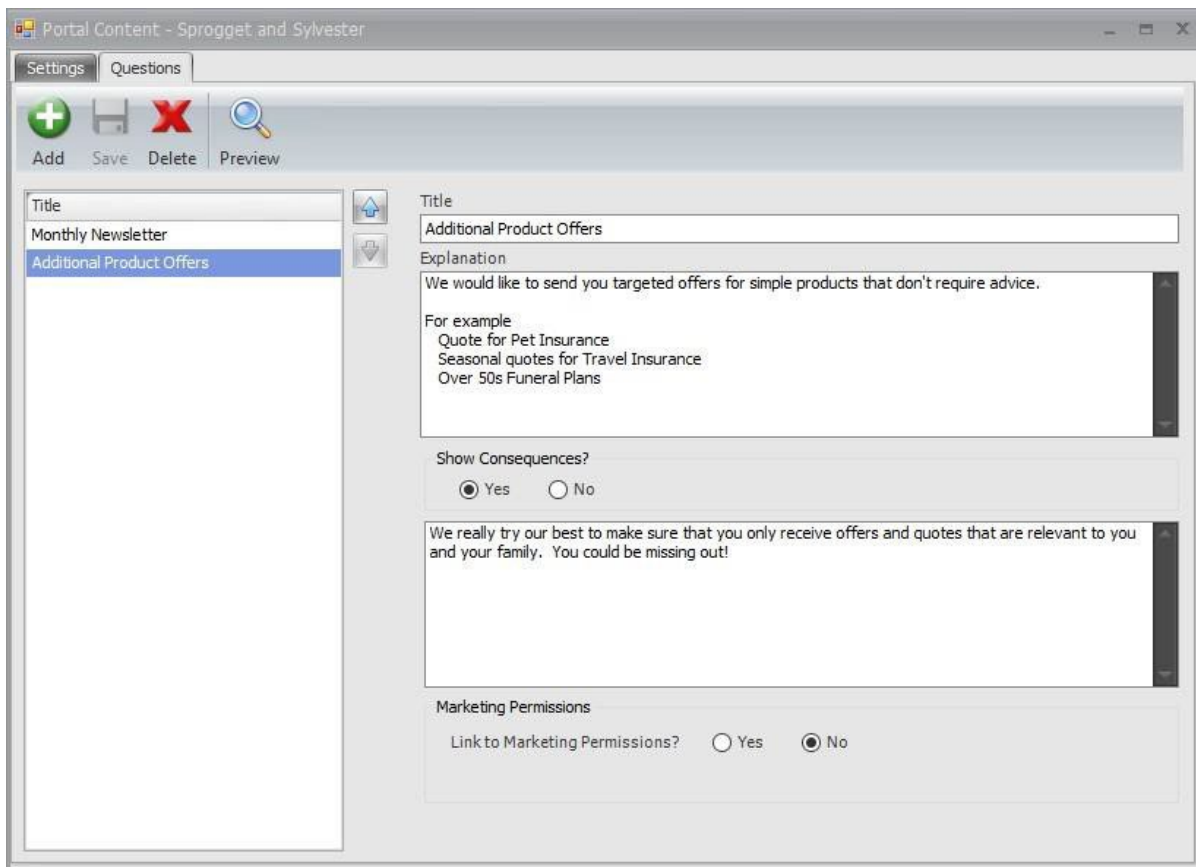 Portal Content - Sprogget and Sylvester
Settings Questions
Add Save Delete Preview
Title
Monthly Newsletter
Additional Product Offers
Title
Additional Product Offers
Explanation
We would like to send you targeted offers for simple products that don't require advice.
For example
Quote for Pet Insurance
Seasonal quotes for Travel Insurance
Over 50s Funeral Plans
Show Consequences?
Yes No
We really try our best to make sure that you only receive offers and quotes that are relevant to you
and your family.  You could be missing out!
Marketing Permissions
Link to Marketing Permissions? Yes No